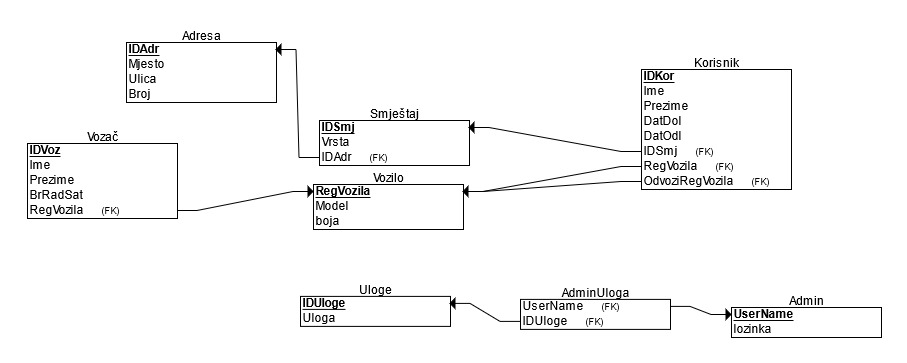 Adresa
IDAdr
Mjesto
Ulica
Broj
Korisnik
IDKor
Ime
Prezime
DatDol
DatOdl
IDSmj (FK)
RegVozila (FK)
OdvoziRegVozila (FK)
Smještaj
IDSmj
Vrsta
IDAdr (FK)
Vozač
IDVoz
Ime
Prezime
BrRadSat
RegVozila (FK)
Vozilo
RegVozila
Model
boja
Uloge
IDUloge
Uloga
AdminUloga
UserName (FK)
IDUloge (FK)
Admin
UserName
lozinka